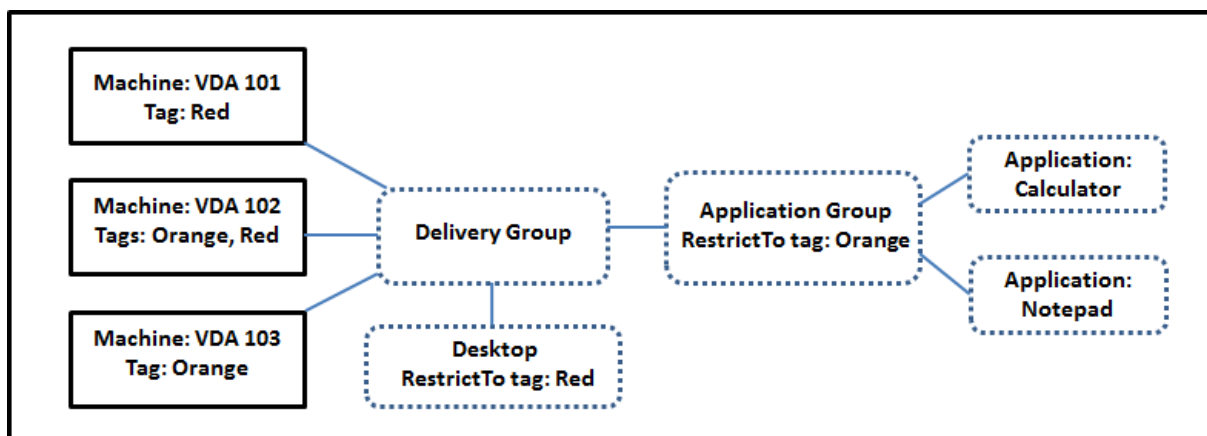 Machine: VDA 101
Tag: Red
Machine: VDA 102
Tags: Orange, Red
Machine: VDA 103
Tag: Orange
Delivery Group
Desktop
RestrictTo tag: Red
Application Group
RestrictTo tag: Orange
Application:
Calculator
Application:
Notepad